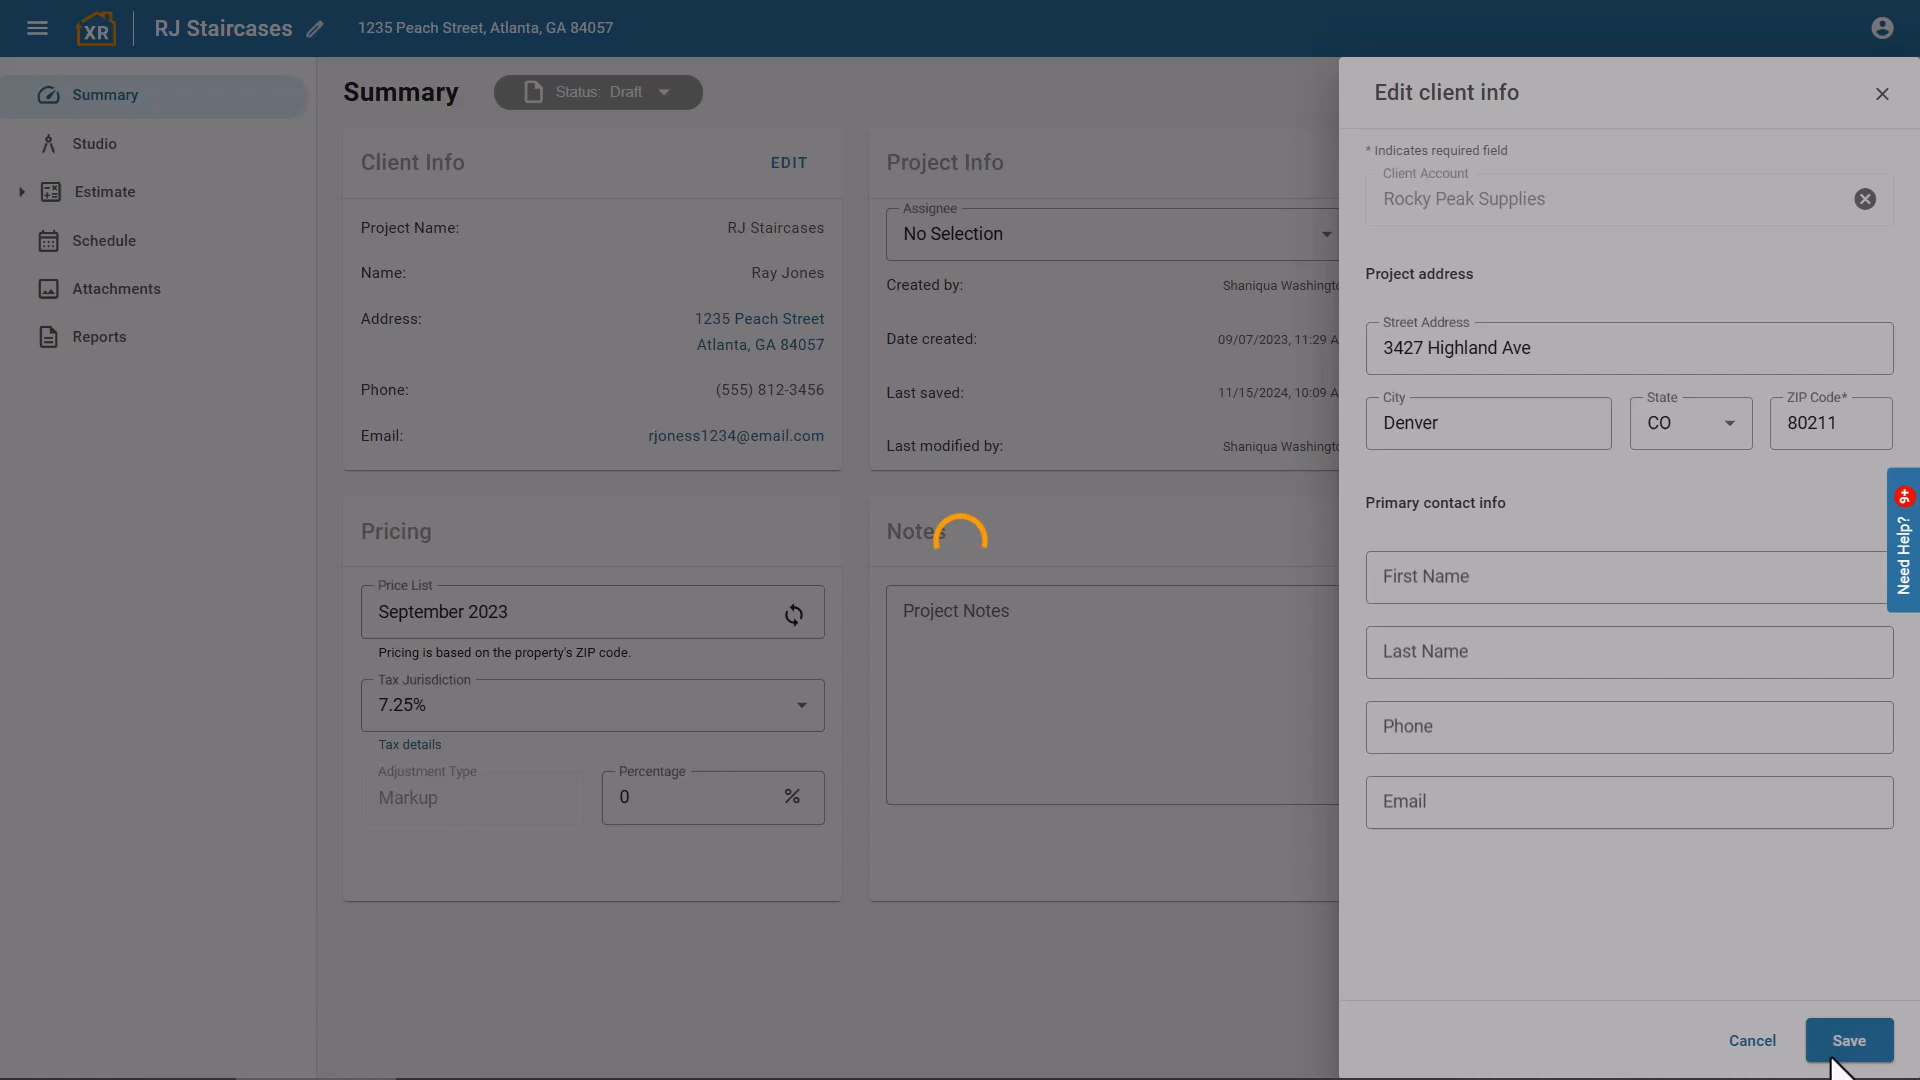 XR
RJ Staircases
1235 Peach Street, Atlanta, GA 84057
Summary
Studio
Estimate
Schedule
Attachments
Reports
Summary
Status: Draft
Client Info
EDIT
Project Name:
RJ Staircases
Name:
Ray Jones
Address:
1235 Peach Street
Atlanta, GA 84057
Phone:
(555) 812-3456
Email:
rjoness1234@email.com
Project Info
Assignee
No Selection
Created by:
Shaniqua Washingto
Date created:
09/07/2023, 11:29 A
Last saved:
11/15/2024, 10:09 A
Last modified by:
Shaniqua Washingto
Pricing
Price List
September 2023
Pricing is based on the property's ZIP code.
Tax Jurisdiction
7.25%
Tax details
Adjustment Type
Markup
Percentage
0 %
Notes
Project Notes
Edit client info
* Indicates required field
Client Account
Rocky Peak Supplies
Project address
Street Address
3427 Highland Ave
City
Denver
State
CO
ZIP Code*
80211
Primary contact info
First Name
Last Name
Phone
Email
Need Help? 9+
Cancel
Save